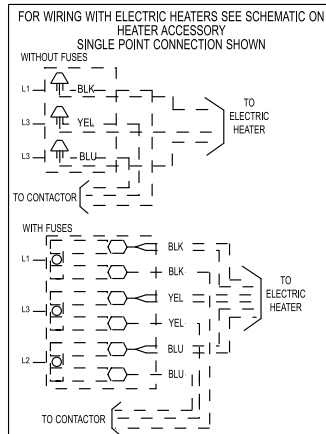 FOR WIRING WITH ELECTRIC HEATERS SEE SCHEMATIC ON
HEATER ACCESSORY
SINGLE POINT CONNECTION SHOWN
WITHOUT FUSES
L1
BLK
L3
YEL
L3
BLU
TO
ELECTRIC
HEATER
TO CONTACTOR
WITH FUSES
BLK
L1
BLK
YEL
L3
YEL
BLU
L2
BLU
TO
ELECTRIC
HEATER
TO CONTACTOR